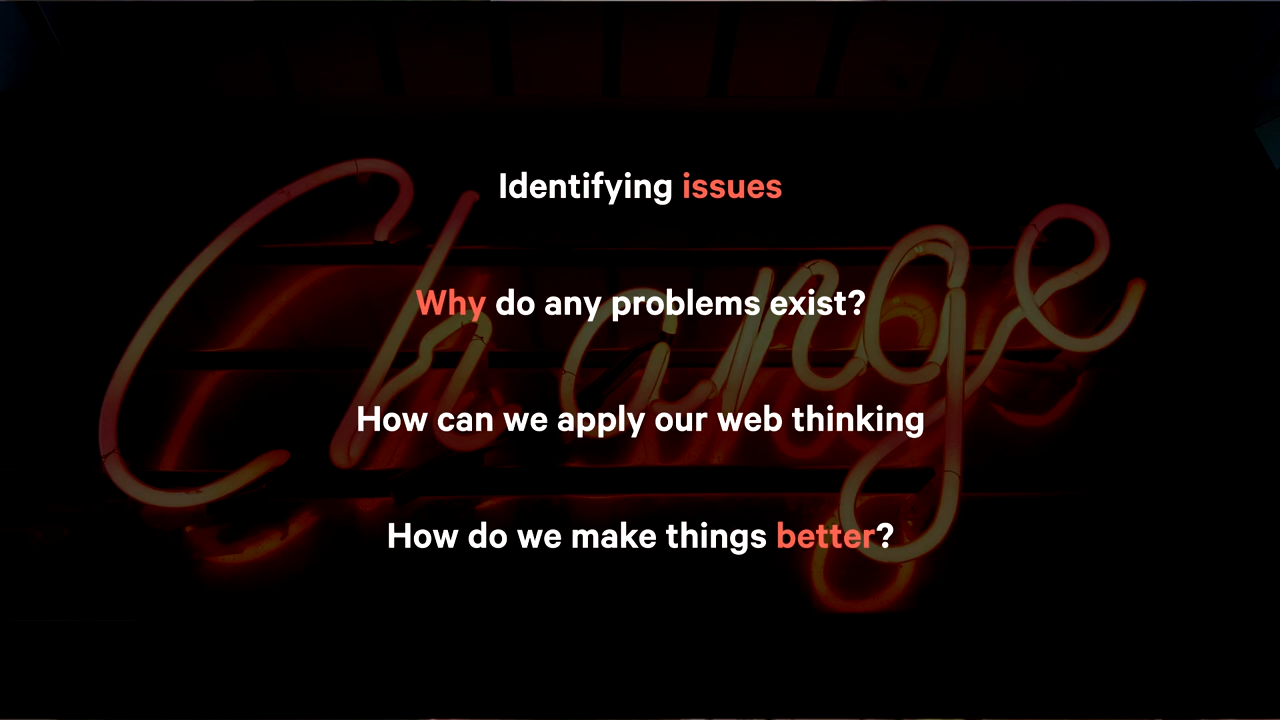 Change
Identifying issues
Why do any problems exist?
How can we apply our web thinking
How do we make things better?